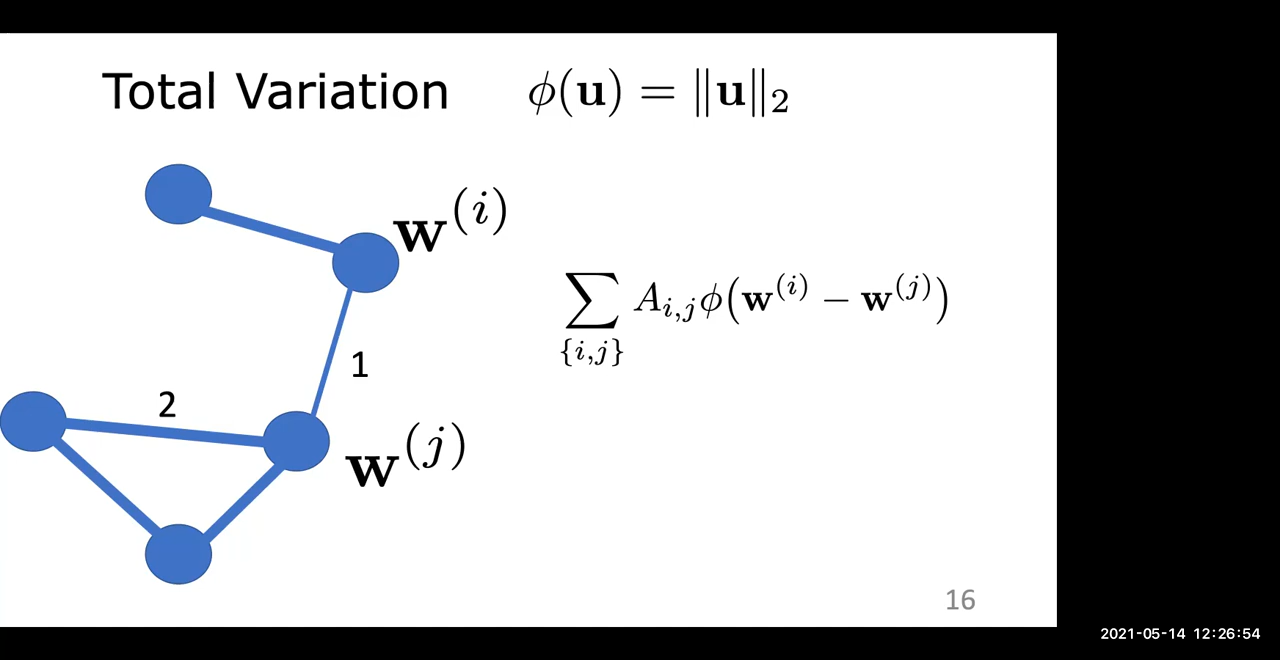 Total Variation ϕ(u) = ‖u‖₂
w⁽ⁱ⁾
∑_{{i,j}} A_{i,j}ϕ(w⁽ⁱ⁾ − w⁽ʲ⁾)
1
2
w⁽ʲ⁾
16
2021-05-14 12:26:54